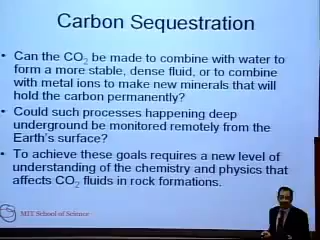 Carbon Sequestration
• Can the CO₂ be made to combine with water to
form a more stable, dense fluid, or to combine
with metal ions to make new minerals that will
hold the carbon permanently?
• Could such processes happening deep
underground be monitored remotely from the
Earth's surface?
• To achieve these goals requires a new level of
understanding of the chemistry and physics that
affects CO₂ fluids in rock formations.
MIT School of Science